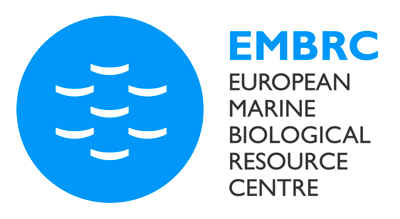 EMBRC
EUROPEAN
MARINE
BIOLOGICAL
RESOURCE
CENTRE